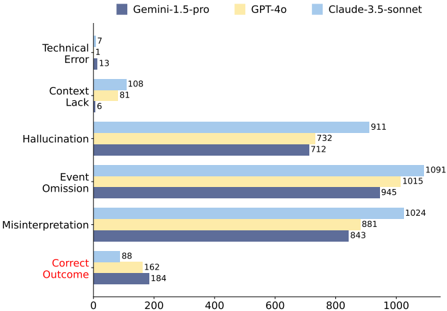 Gemini-1.5-pro GPT-4o Claude-3.5-sonnet
Technical
Error
7
1
13
Context
Lack
108
81
6
Hallucination
911
732
712
Event
Omission
1091
1015
945
Misinterpretation
1024
881
843
Correct
Outcome
88
162
184
0 200 400 600 800 1000